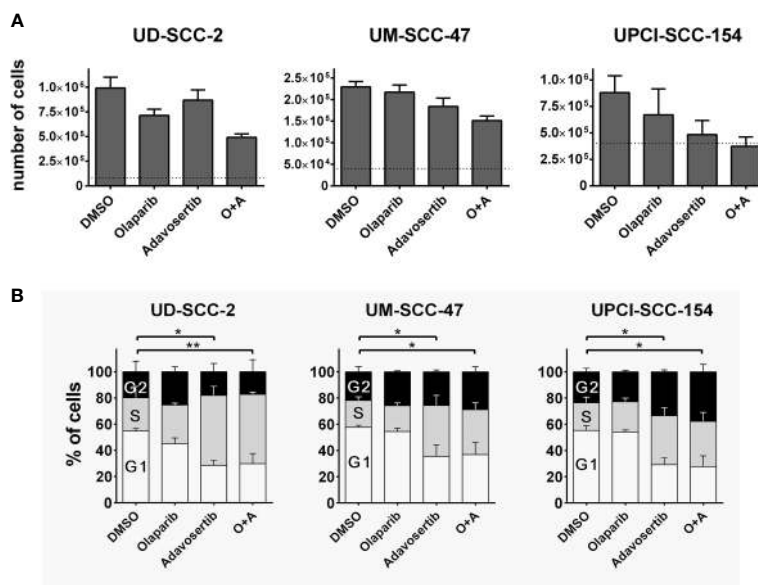 A
UD-SCC-2
UM-SCC-47
UPCI-SCC-154
number of cells
1.0×10⁶
7.5×10⁵
5.0×10⁵
2.5×10⁵
0
DMSO
Olaparib
Adavosertib
O+A
2.5×10⁵
2.0×10⁵
1.5×10⁵
1.0×10⁵
5.0×10⁴
0
DMSO
Olaparib
Adavosertib
O+A
1.0×10⁶
7.5×10⁵
5.0×10⁵
2.5×10⁵
0
DMSO
Olaparib
Adavosertib
O+A
B
UD-SCC-2
UM-SCC-47
UPCI-SCC-154
% of cells
*
**
100
80
60
40
20
0
G2
S
G1
DMSO
Olaparib
Adavosertib
O+A
*
*
100
80
60
40
20
0
G2
S
G1
DMSO
Olaparib
Adavosertib
O+A
*
*
100
80
60
40
20
0
G2
S
G1
DMSO
Olaparib
Adavosertib
O+A